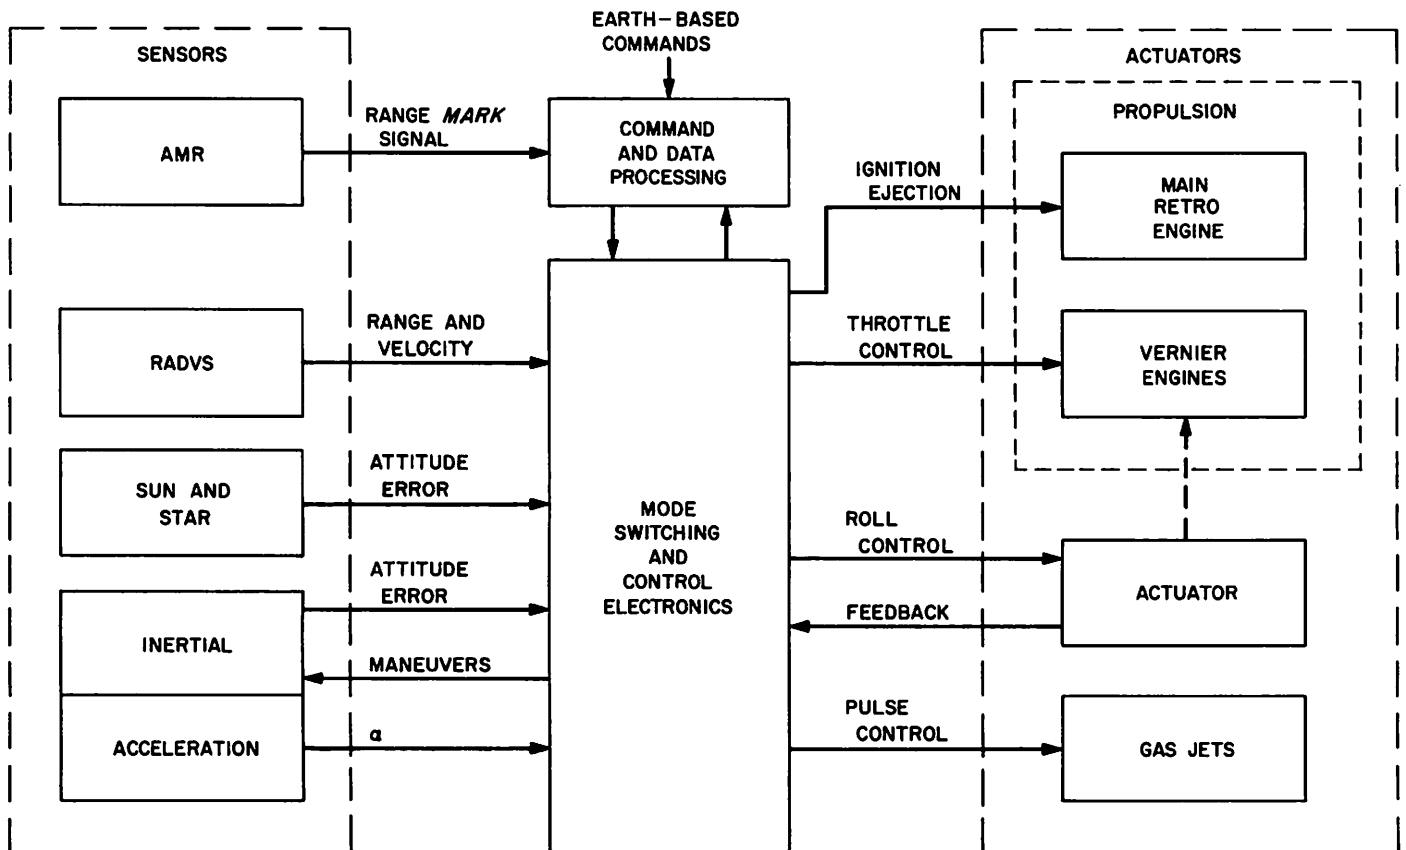 SENSORS
AMR
RADVS
SUN AND
STAR
INERTIAL
ACCELERATION
RANGE MARK
SIGNAL
RANGE AND
VELOCITY
ATTITUDE
ERROR
ATTITUDE
ERROR
MANEUVERS
α
EARTH-BASED
COMMANDS
COMMAND
AND DATA
PROCESSING
MODE
SWITCHING
AND
CONTROL
ELECTRONICS
IGNITION
EJECTION
THROTTLE
CONTROL
ROLL
CONTROL
FEEDBACK
PULSE
CONTROL
ACTUATORS
PROPULSION
MAIN
RETRO
ENGINE
VERNIER
ENGINES
ACTUATOR
GAS JETS